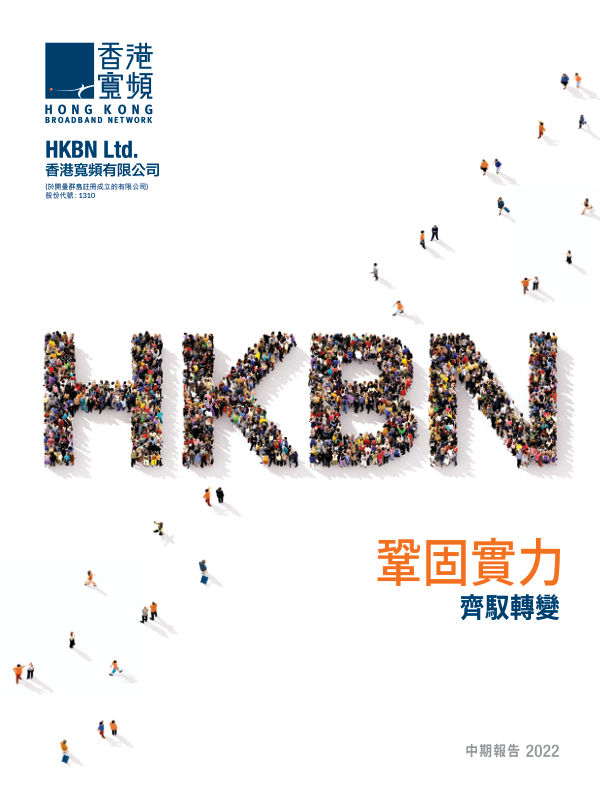 香港
寬頻
HONG KONG
BROADBAND NETWORK
HKBN Ltd.
香港寬頻有限公司
(於開曼群島註冊成立的有限公司)
股份代號: 1310
HKBN
鞏固實力
齊馭轉變
中期報告 2022